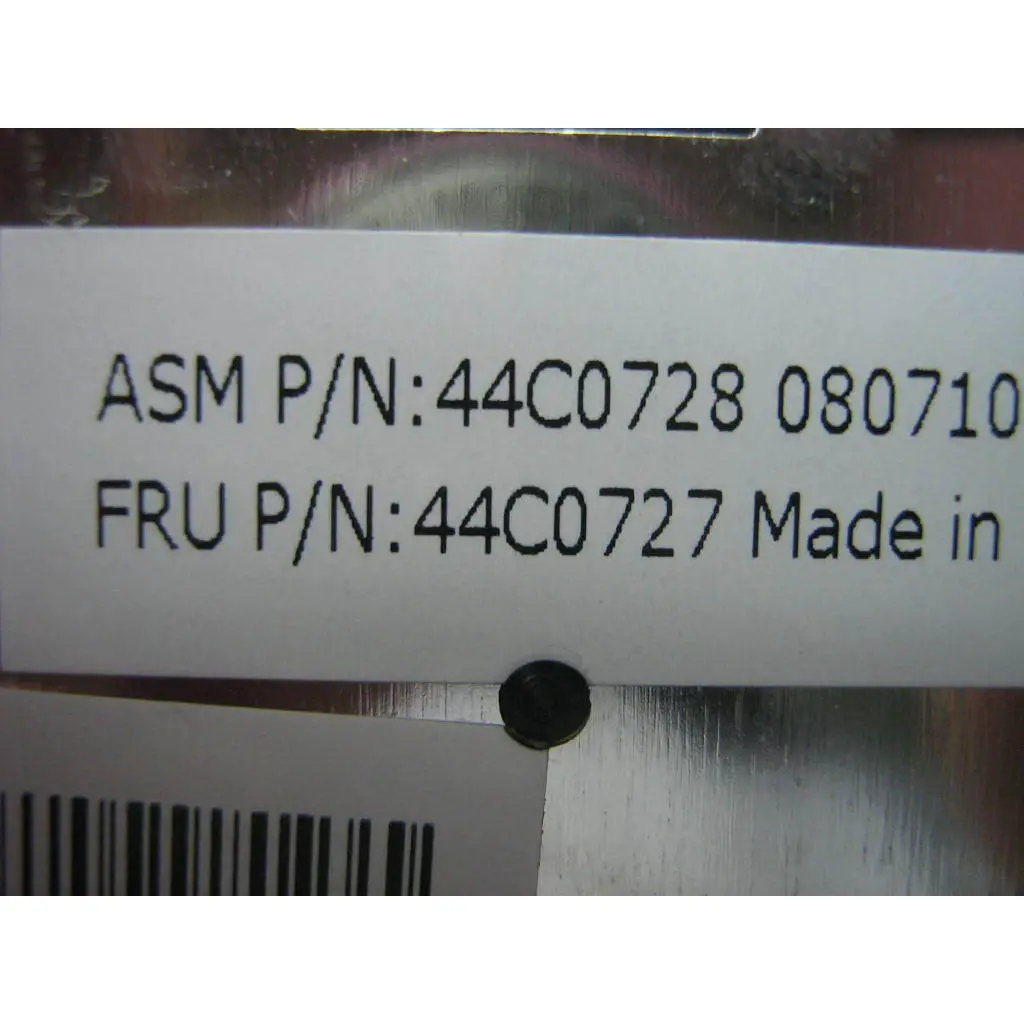 ASM P/N:44C0728 080710
FRU P/N:44C0727 Made in